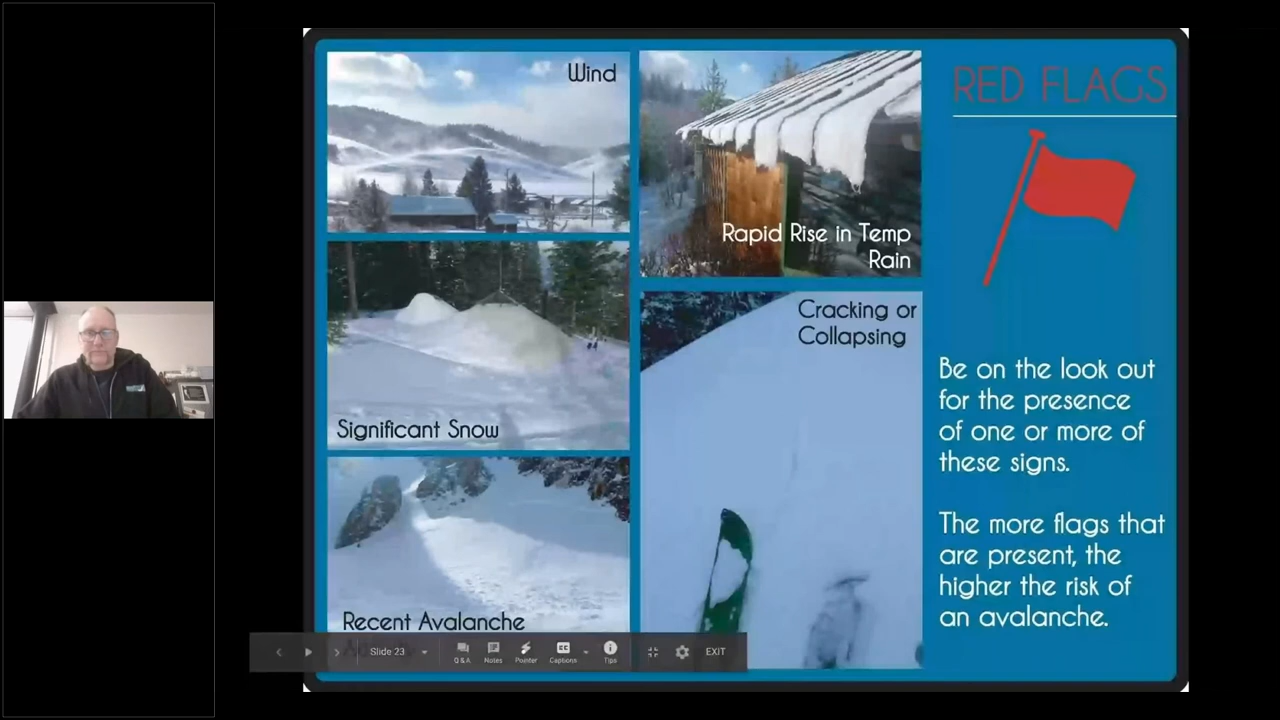 Wind
Rapid Rise in Temp
Rain
Significant Snow
Cracking or
Collapsing
Recent Avalanche
RED FLAGS
Be on the look out
for the presence
of one or more of
these signs.
The more flags that
are present, the
higher the risk of
an avalanche.
Slide 23
Q&A
Notes
Pointer
Captions
Tips
EXIT